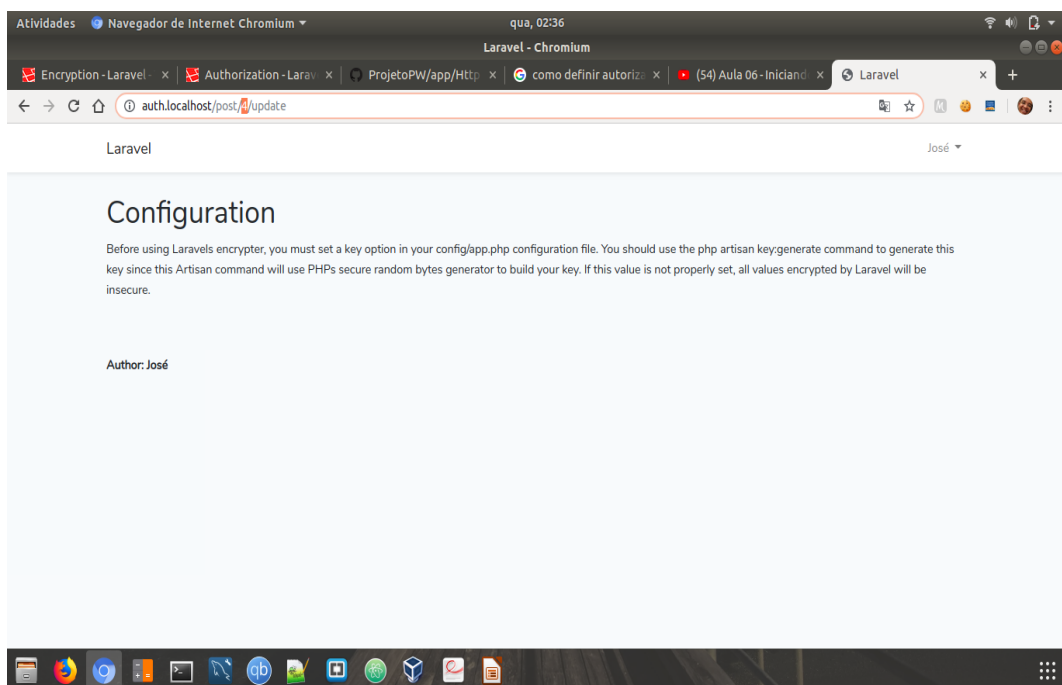 Atividades Navegador de Internet Chromium qua, 02:36
Laravel - Chromium
Encryption - Laravel - Authorization - Larav ProjetoPW/app/Http como definir autoriza (54) Aula 06 - Iniciand Laravel
auth.localhost/post/4/update
Laravel José
Configuration
Before using Laravels encrypter, you must set a key option in your config/app.php configuration file. You should use the php artisan key:generate command to generate this
key since this Artisan command will use PHPs secure random bytes generator to build your key. If this value is not properly set, all values encrypted by Laravel will be
insecure.
Author: José
qb